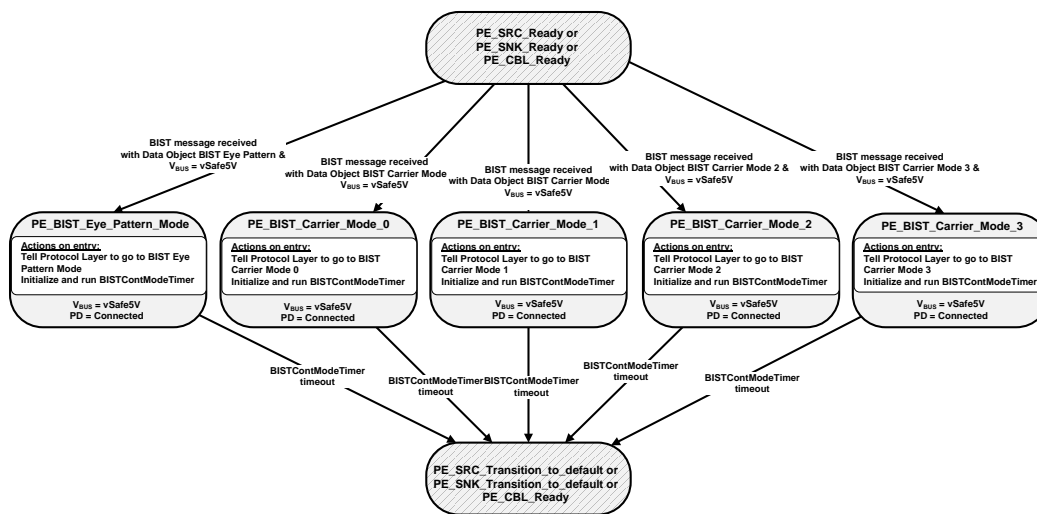 PE_SRC_Ready or
PE_SNK_Ready or
PE_CBL_Ready
BIST message received
with Data Object BIST Eye Pattern &
VBUS = vSafe5V
BIST message received
with Data Object BIST Carrier Mode
VBUS = vSafe5V
BIST message received
with Data Object BIST Carrier Mode
VBUS = vSafe5V
BIST message received
with Data Object BIST Carrier Mode 2 &
VBUS = vSafe5V
BIST message received
with Data Object BIST Carrier Mode 3 &
VBUS = vSafe5V
PE_BIST_Eye_Pattern_Mode
Actions on entry:
Tell Protocol Layer to go to BIST Eye
Pattern Mode
Initialize and run BISTContModeTimer
VBUS = vSafe5V
PD = Connected
PE_BIST_Carrier_Mode_0
Actions on entry:
Tell Protocol Layer to go to BIST
Carrier Mode 0
Initialize and run BISTContModeTimer
VBUS = vSafe5V
PD = Connected
PE_BIST_Carrier_Mode_1
Actions on entry:
Tell Protocol Layer to go to BIST
Carrier Mode 1
Initialize and run BISTContModeTimer
VBUS = vSafe5V
PD = Connected
PE_BIST_Carrier_Mode_2
Actions on entry:
Tell Protocol Layer to go to BIST
Carrier Mode 2
Initialize and run BISTContModeTimer
VBUS = vSafe5V
PD = Connected
PE_BIST_Carrier_Mode_3
Actions on entry:
Tell Protocol Layer to go to BIST
Carrier Mode 3
Initialize and run BISTContModeTimer
VBUS = vSafe5V
PD = Connected
BISTContModeTimer
timeout
BISTContModeTimer
timeout
BISTContModeTimer
timeout
BISTContModeTimer
timeout
BISTContModeTimer
timeout
PE_SRC_Transition_to_default or
PE_SNK_Transition_to_default or
PE_CBL_Ready